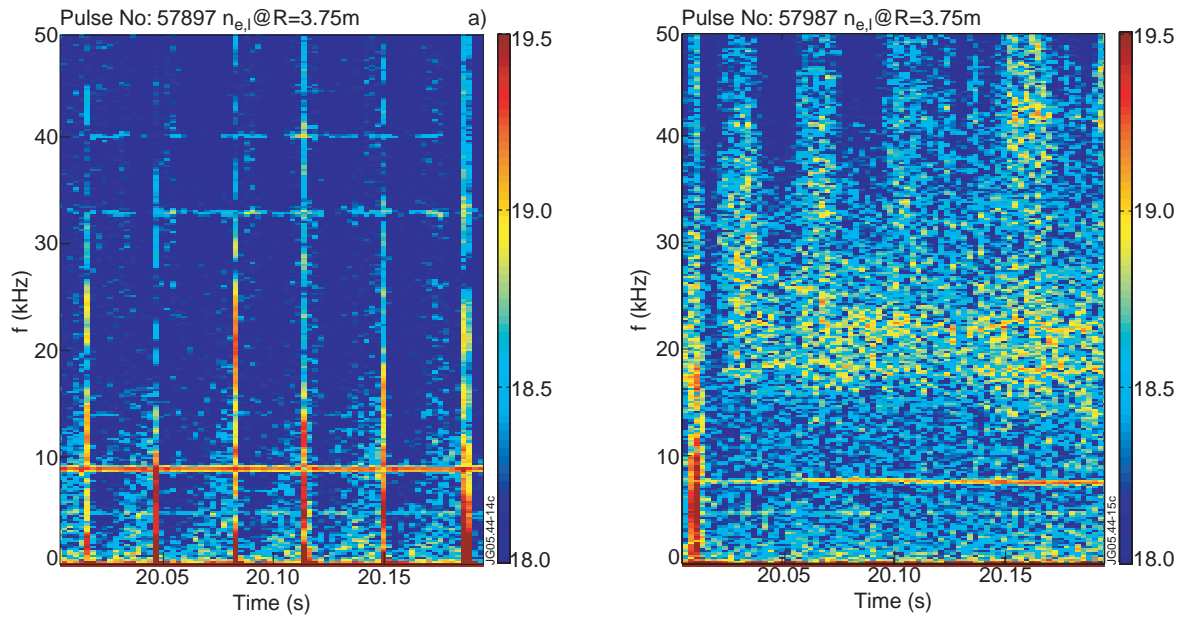 Pulse No: 57897 n_e,l@R=3.75m
a)
50
40
30
20
10
0
f (kHz)
20.05
20.10
20.15
Time (s)
19.5
19.0
18.5
18.0
JG05.44-14c
Pulse No: 57987 n_e,l@R=3.75m
50
40
30
20
10
0
f (kHz)
20.05
20.10
20.15
Time (s)
19.5
19.0
18.5
18.0
JG05.44-15c